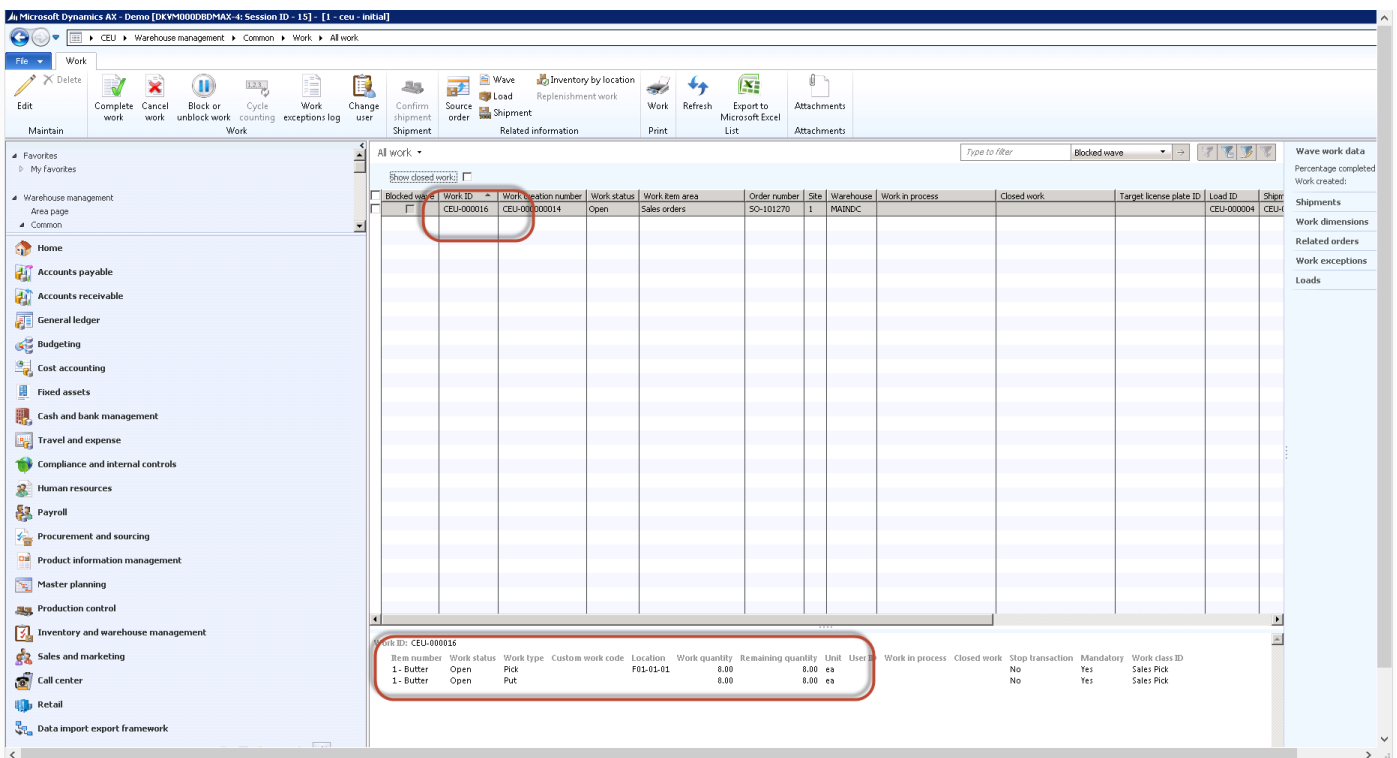 Microsoft Dynamics AX - Demo [DKVM000DBDMAX-4: Session ID - 15] - [1 - ceu - initial]
CEU Warehouse management Common Work All work
File Work
Edit
Delete
Maintain
Complete work
Cancel work
Block or unblock work
Cycle counting
Work exceptions log
Change user
Work
Confirm shipment
Shipment
Source order
Wave
Load
Shipment
Inventory by location
Replenishment work
Related information
Work
Print
Refresh
Export to Microsoft Excel
List
Attachments
Attachments
Favorites
My favorites
Warehouse management
Area page
Common
Home
Accounts payable
Accounts receivable
General ledger
Budgeting
Cost accounting
Fixed assets
Cash and bank management
Travel and expense
Compliance and internal controls
Human resources
Payroll
Procurement and sourcing
Product information management
Master planning
Production control
Inventory and warehouse management
Sales and marketing
Call center
Retail
Data import export framework
All work
Type to filter
Blocked wave
Show closed work:
Blocked wave Work ID Work creation number Work status Work item area Order number Site Warehouse Work in process Closed work Target license plate ID Load ID Shipm
CEU-000016 CEU-000000014 Open Sales orders SO-101270 1 MAINDC CEU-000004 CEU-0
Work ID: CEU-000016
Item number Work status Work type Custom work code Location Work quantity Remaining quantity Unit User ID Work in process Closed work Stop transaction Mandatory Work class ID
1 - Butter Open Pick F01-01-01 8.00 8.00 ea No Yes Sales Pick
1 - Butter Open Put 8.00 8.00 ea No Yes Sales Pick
Wave work data
Percentage completed
Work created:
Shipments
Work dimensions
Related orders
Work exceptions
Loads